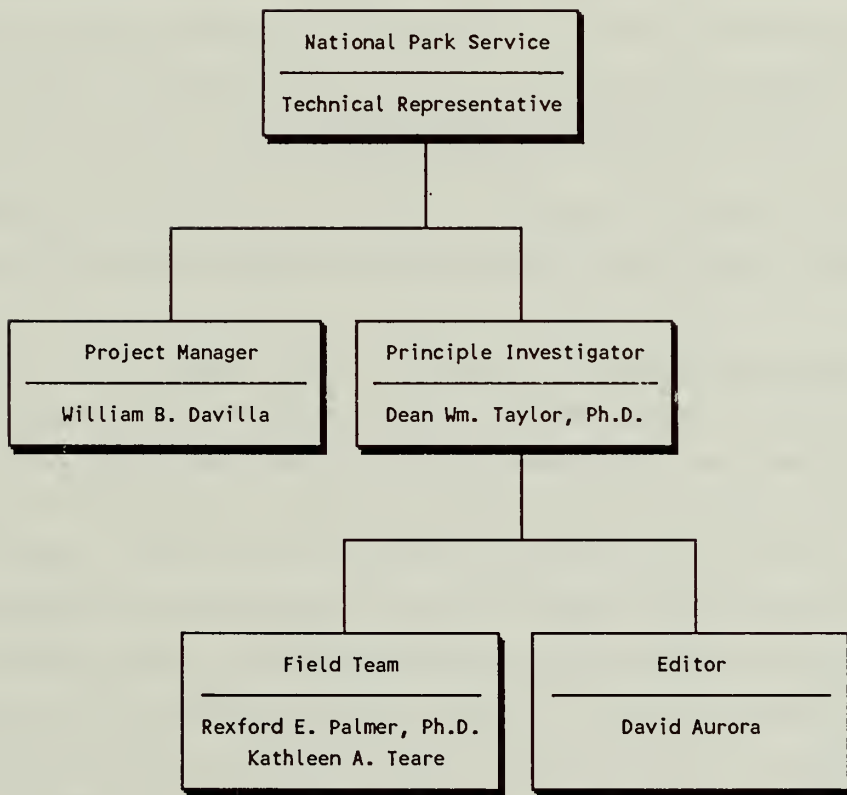 National Park Service
Technical Representative
Project Manager
William B. Davilla
Principle Investigator
Dean Wm. Taylor, Ph.D.
Field Team
Rexford E. Palmer, Ph.D.
Kathleen A. Teare
Editor
David Aurora